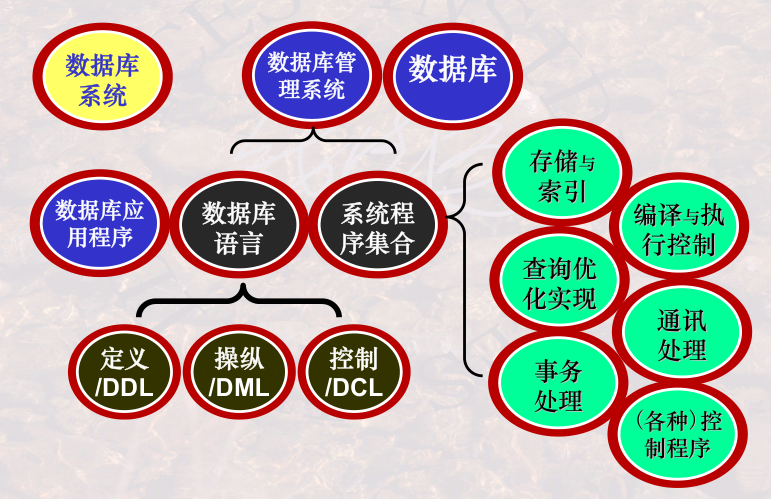 数据库
系统
数据库管
理系统
数据库
数据库应
用程序
数据库
语言
系统程
序集合
存储与
索引
编译与执
行控制
查询优
化实现
通讯
处理
事务
处理
（各种）控
制程序
定义
/DDL
操纵
/DML
控制
/DCL